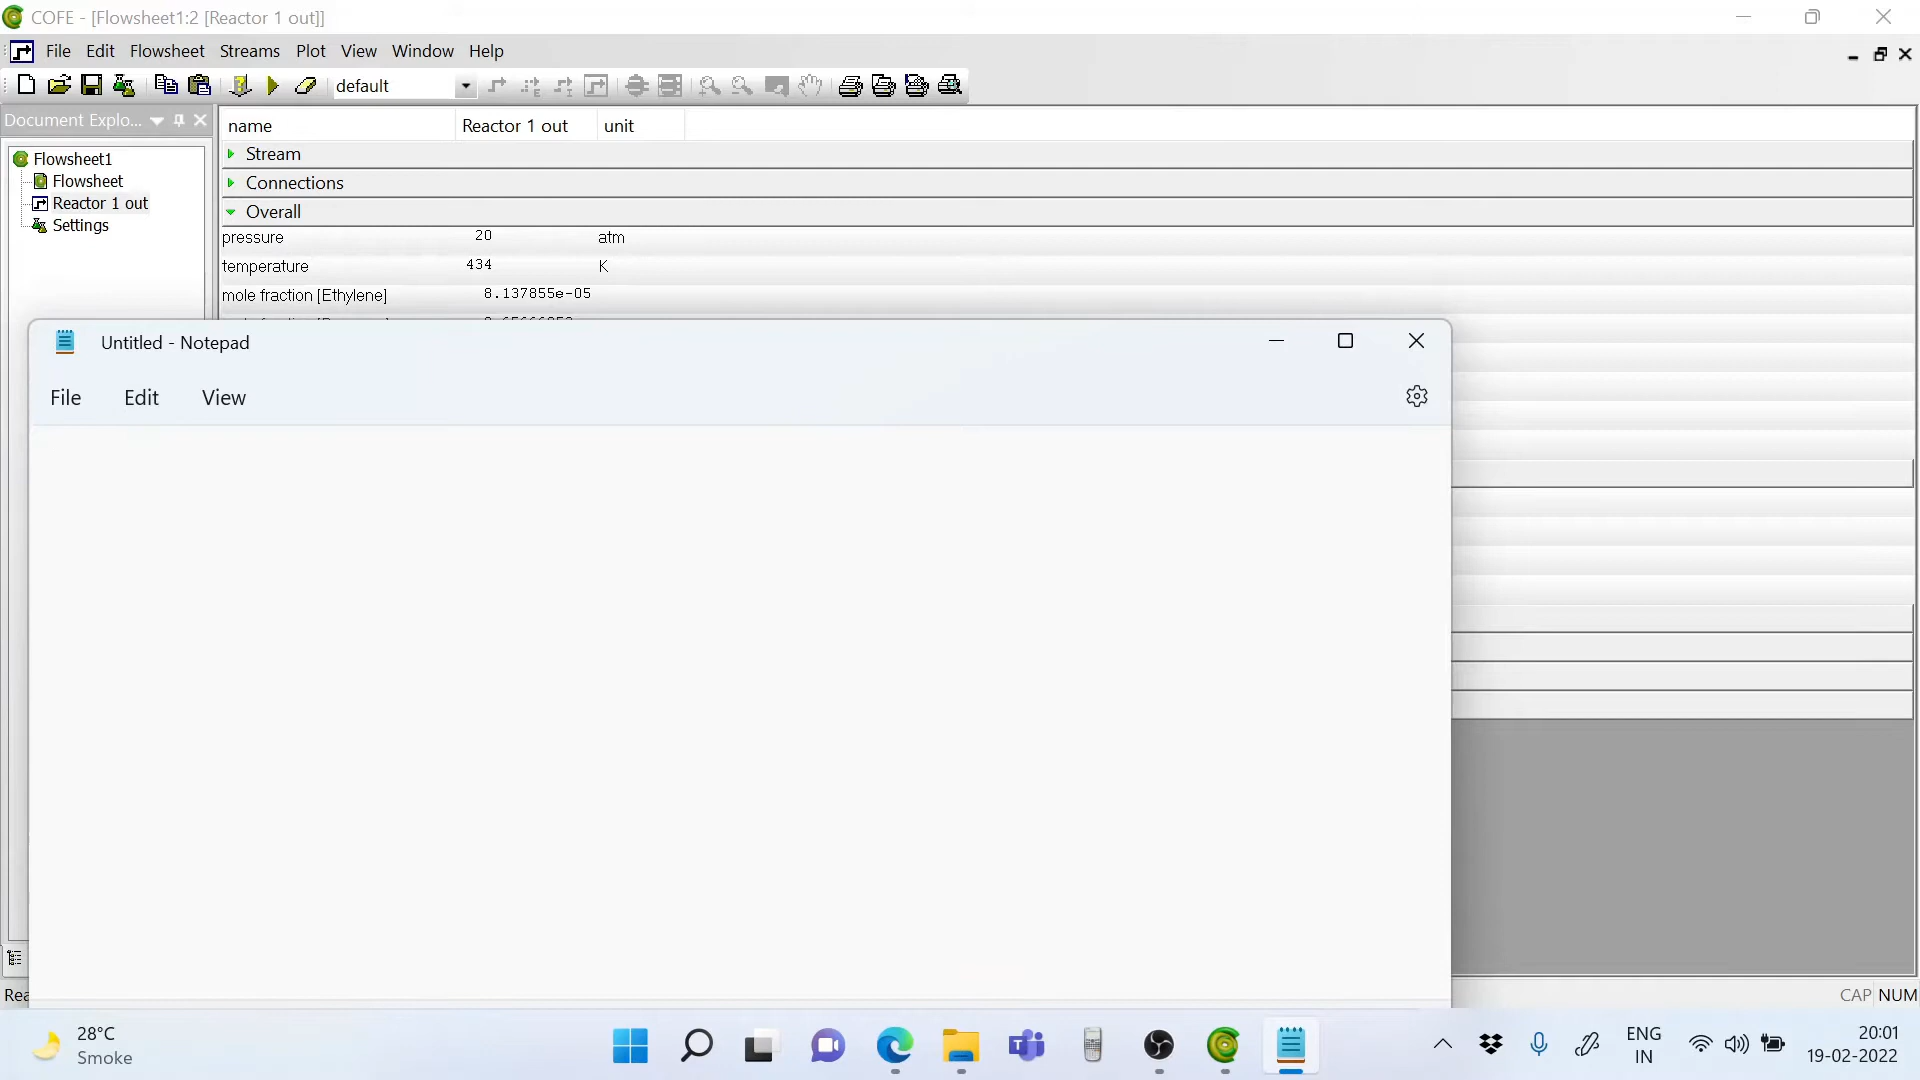 COFE - [Flowsheet1:2 [Reactor 1 out]]
File Edit Flowsheet Streams Plot View Window Help
default
Document Explo...
Flowsheet1
Flowsheet
Reactor 1 out
Settings
name Reactor 1 out unit
Stream
Connections
Overall
pressure 20 atm
temperature 434 K
mole fraction [Ethylene] 8.137855e-05
Untitled - Notepad
File Edit View
Rea
CAP NUM
28°C
Smoke
ENG
IN
20:01
19-02-2022